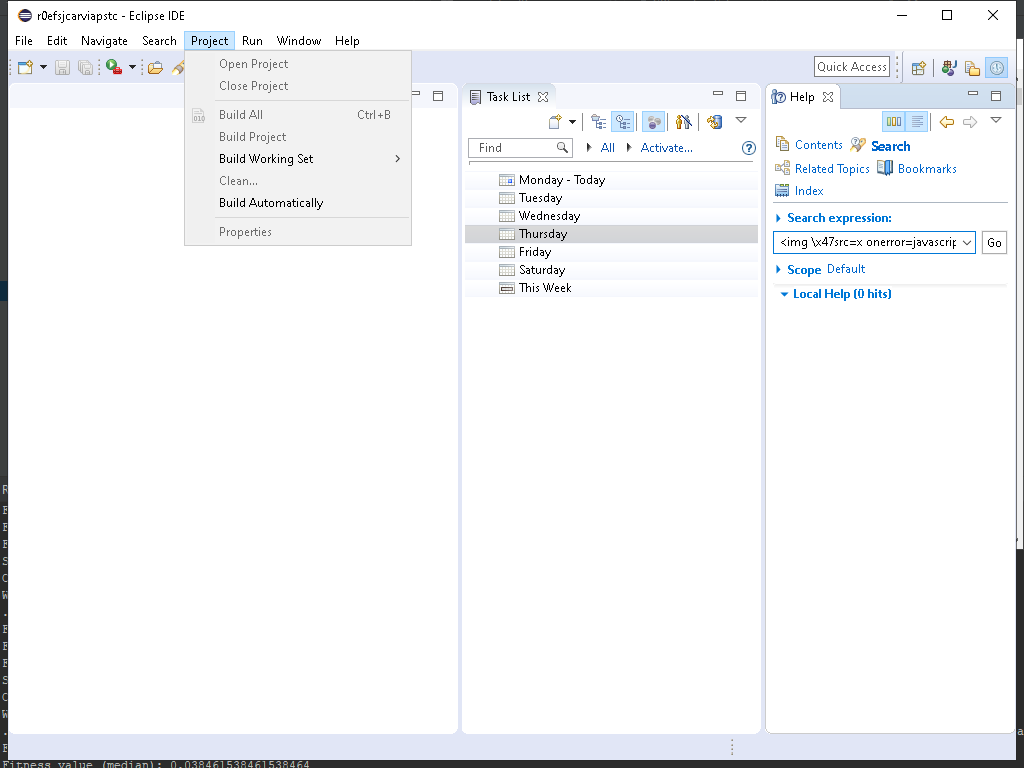 r0efsjcarviapstc - Eclipse IDE
File Edit Navigate Search Project Run Window Help
Quick Access
Open Project
Close Project
Build All Ctrl+B
Build Project
Build Working Set
Clean...
Build Automatically
Properties
Task List
Find All Activate...
Monday - Today
Tuesday
Wednesday
Thursday
Friday
Saturday
This Week
Help
Contents Search
Related Topics Bookmarks
Index
Search expression:
<img \x47src=x onerror=javascrip Go
Scope Default
Local Help (0 hits)
Fitness value (median): 0.038461538461538464